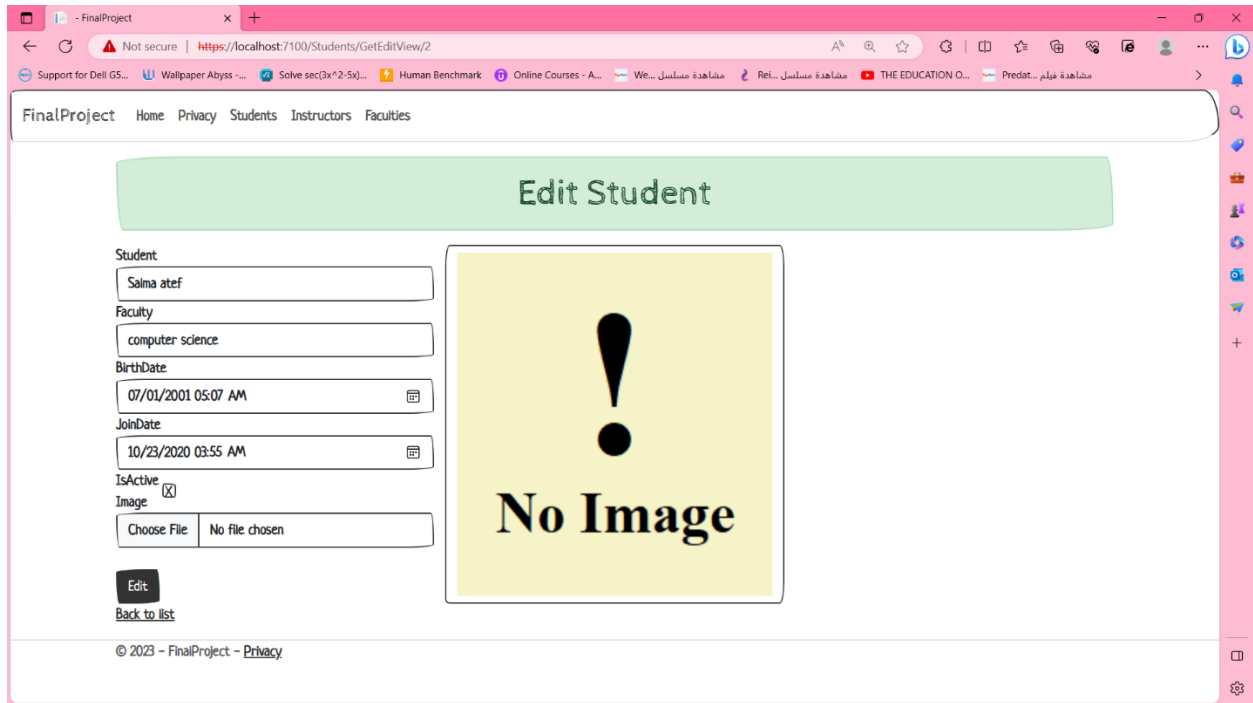 - FinalProject
Not secure | https://localhost:7100/Students/GetEditView/2
Support for Dell G5... Wallpaper Abyss -... Solve sec(3x^2-5x)... Human Benchmark Online Courses - A... مشاهدة مسلسل We... مشاهدة مسلسل Rei... THE EDUCATION O... مشاهدة فيلم Predat...
FinalProject Home Privacy Students Instructors Faculties
Edit Student
Student
Salma atef
Faculty
computer science
BirthDate
07/01/2001 05:07 AM
JoinDate
10/23/2020 03:55 AM
IsActive
Image
Choose File No file chosen
Edit
Back to list
No Image
© 2023 - FinalProject - Privacy